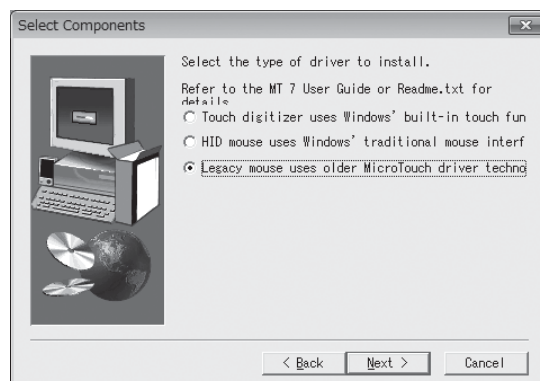 Select Components
Select the type of driver to install.
Refer to the MT 7 User Guide or Readme.txt for
details
Touch digitizer uses Windows' built-in touch fun
HID mouse uses Windows' traditional mouse interf
Legacy mouse uses older MicroTouch driver techno
< Back
Next >
Cancel